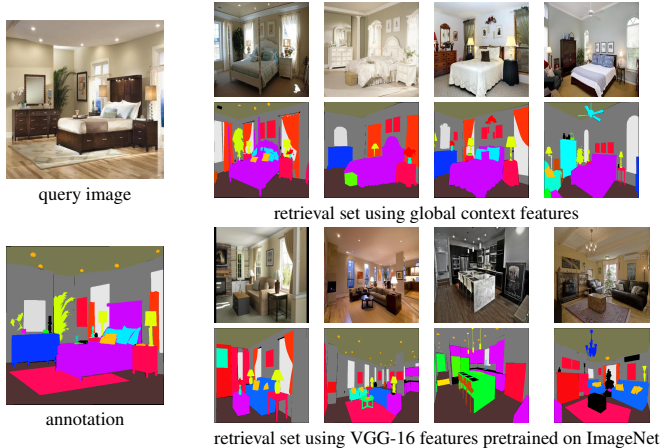 query image
retrieval set using global context features
annotation
retrieval set using VGG-16 features pretrained on ImageNet